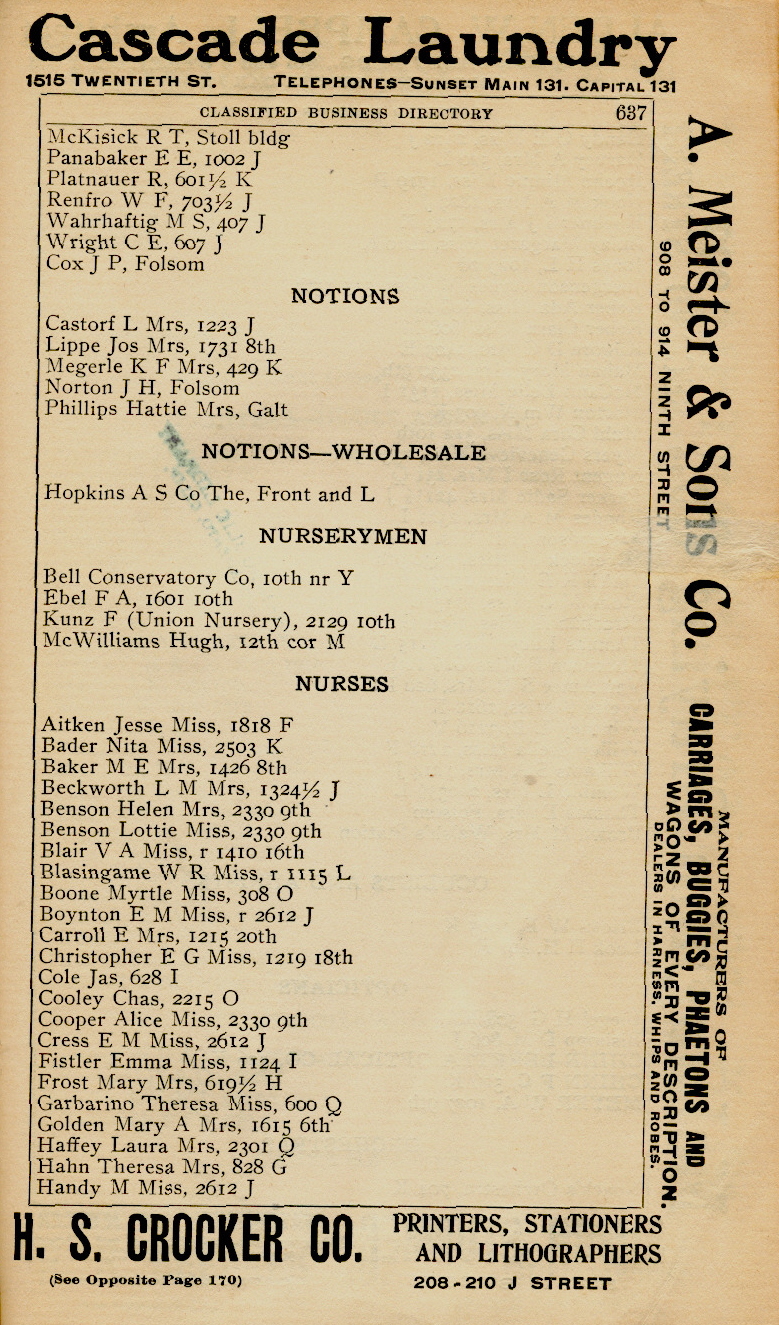 Cascade Laundry
1515 TWENTIETH ST. TELEPHONES—SUNSET MAIN 131. CAPITAL 131
CLASSIFIED BUSINESS DIRECTORY 637
McKisick R T, Stoll bldg
Panabaker E E, 1002 J
Platnauer R, 601½ K
Renfro W F, 703½ J
Wahrhaftig M S, 407 J
Wright C E, 607 J
Cox J P, Folsom
NOTIONS
Castorf L Mrs, 1223 J
Lippe Jos Mrs, 1731 8th
Megerle K F Mrs, 429 K
Norton J H, Folsom
Phillips Hattie Mrs, Galt
NOTIONS—WHOLESALE
Hopkins A S Co The, Front and L
NURSERYMEN
Bell Conservatory Co, 10th nr Y
Ebel F A, 1601 10th
Kunz F (Union Nursery), 2129 10th
McWilliams Hugh, 12th cor M
NURSES
Aitken Jesse Miss, 1818 F
Bader Nita Miss, 2503 K
Baker M E Mrs, 1426 8th
Beckworth L M Mrs, 1324½ J
Benson Helen Mrs, 2330 9th
Benson Lottie Miss, 2330 9th
Blair V A Miss, r 1410 16th
Blasingame W R Miss, r 1115 L
Boone Myrtle Miss, 308 O
Boynton E M Miss, r 2612 J
Carroll E Mrs, 1215 20th
Christopher E G Miss, 1219 18th
Cole Jas, 628 I
Cooley Chas, 2215 O
Cooper Alice Miss, 2330 9th
Cress E M Miss, 2612 J
Fistler Emma Miss, 1124 I
Frost Mary Mrs, 619½ H
Garbarino Theresa Miss, 600 Q
Golden Mary A Mrs, 1615 6th
Haffey Laura Mrs, 2301 Q
Hahn Theresa Mrs, 828 G
Handy M Miss, 2612 J
A. Meister & Sons Co.
908 TO 914 NINTH STREET
MANUFACTURERS OF
CARRIAGES, BUGGIES, PHAETONS AND
WAGONS OF EVERY DESCRIPTION.
DEALERS IN HARNESS, WHIPS AND ROBES.
H. S. CROCKER CO.
(See Opposite Page 170)
PRINTERS, STATIONERS
AND LITHOGRAPHERS
208-210 J STREET